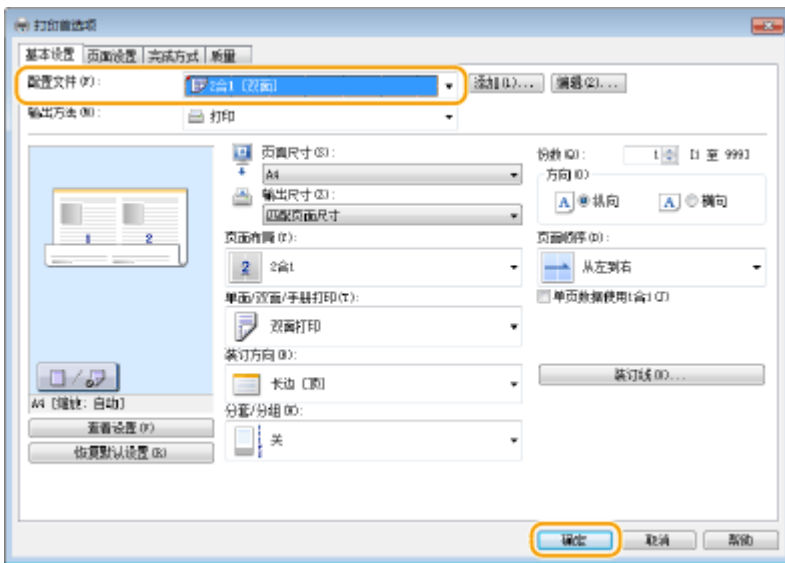 打印首选项
基本设置 页面设置 完成方式 质量
配置文件(F): 2合1 [双面] 添加(1)... 编辑(2)...
输出方法(N): 打印
页面尺寸(S):
A4
输出尺寸(Z):
匹配页面尺寸
份数(Q): 1 [1 至 999]
方向(O)
A 纵向 A 横向
1 2
页面布局(Y):
2 2合1
页面顺序(D):
从左到右
单面/双面/手册打印(T):
双面打印
单页数据使用1合1(J)
装订方向(B):
长边 [顶]
装订线(X)...
A4 [缩放: 自动]
分套/分组(W):
关
查看设置(V)
恢复默认设置(R)
确定 取消 帮助